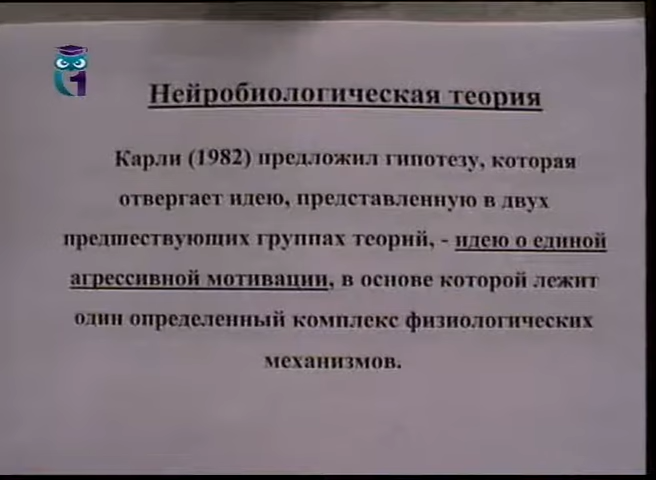 1
Нейробиологическая теория
Карли (1982) предложил гипотезу, которая
отвергает идею, представленную в двух
предшествующих группах теорий, - идею о единой
агрессивной мотивации, в основе которой лежит
один определенный комплекс физиологических
механизмов.